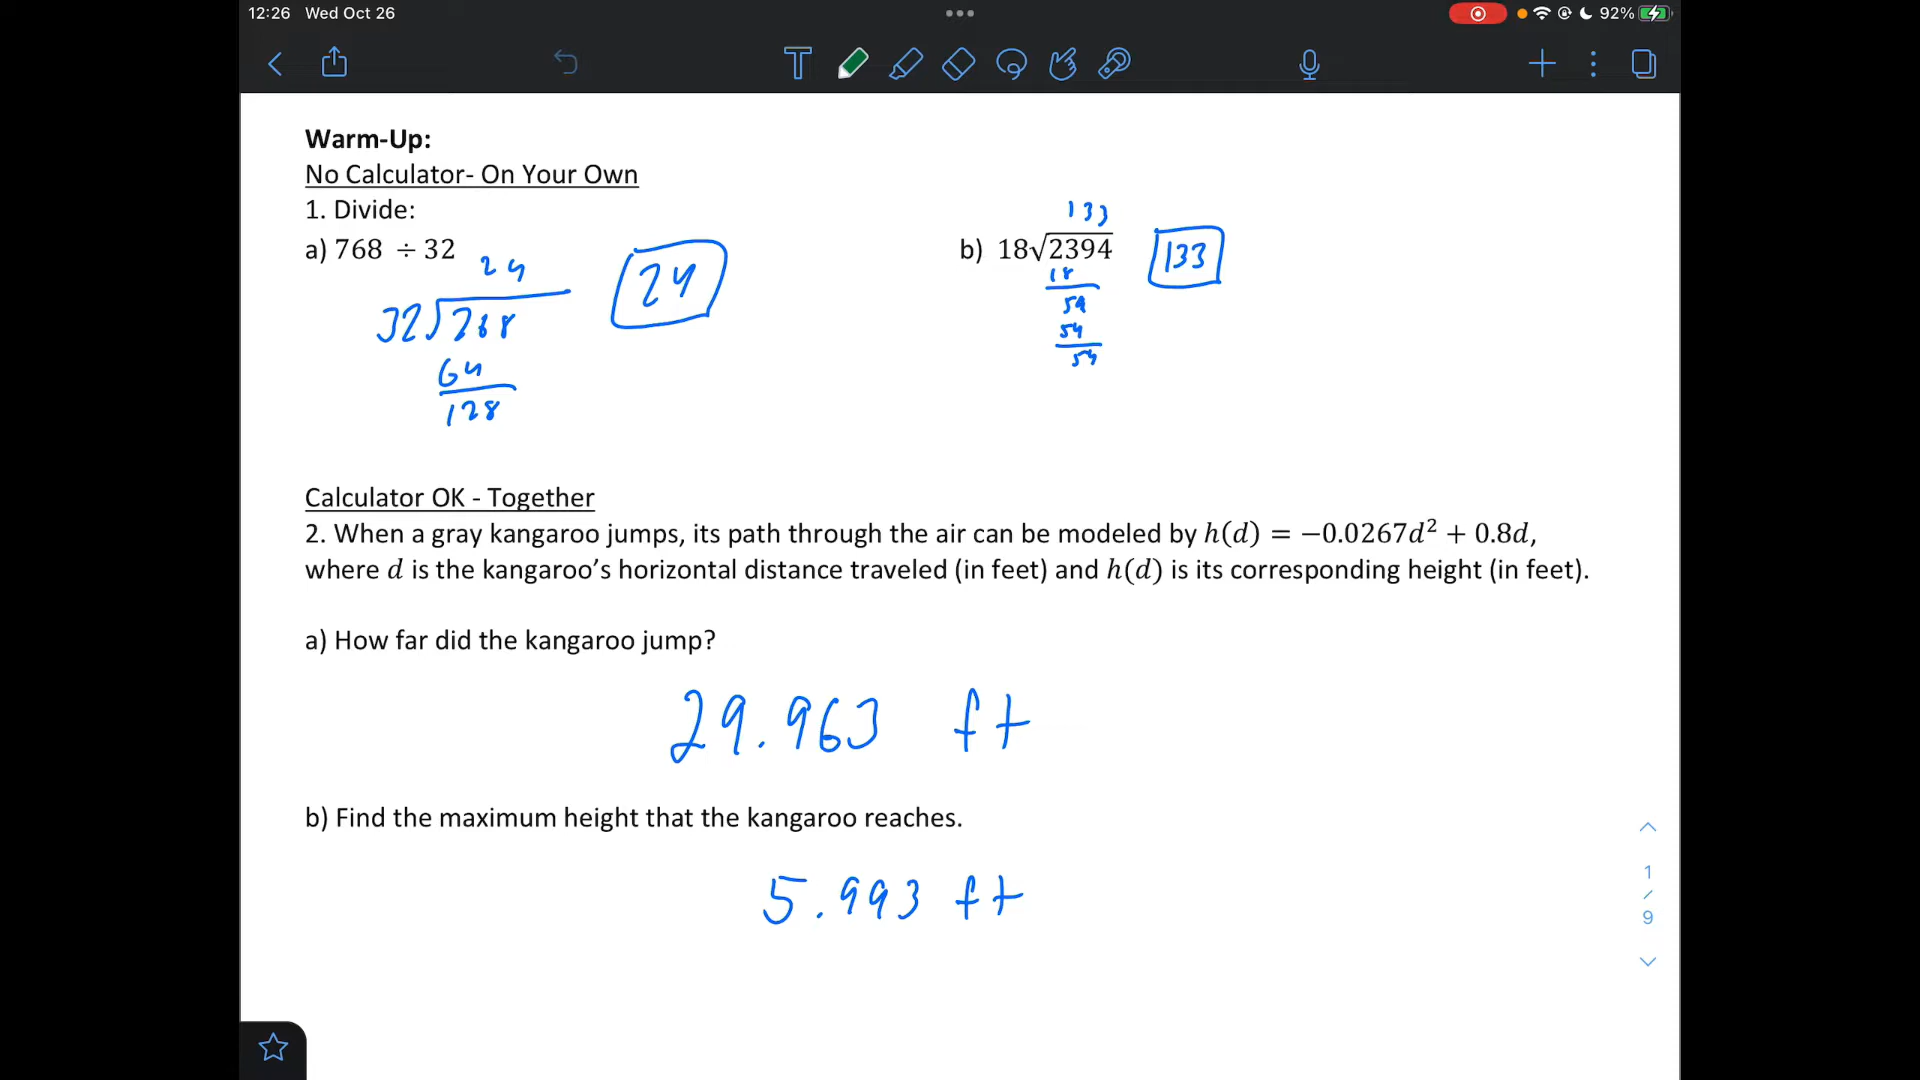 12:26 Wed Oct 26
92%
T
Warm-Up:
No Calculator- On Your Own
1. Divide:
a) 768 ÷ 32
24
32√768
64
128
24
133
b) 18√2394
18
59
54
54
133
Calculator OK - Together
2. When a gray kangaroo jumps, its path through the air can be modeled by h(d) = −0.0267d² + 0.8d,
where d is the kangaroo’s horizontal distance traveled (in feet) and h(d) is its corresponding height (in feet).
a) How far did the kangaroo jump?
29.963 ft
b) Find the maximum height that the kangaroo reaches.
5.993 ft
1
/
9